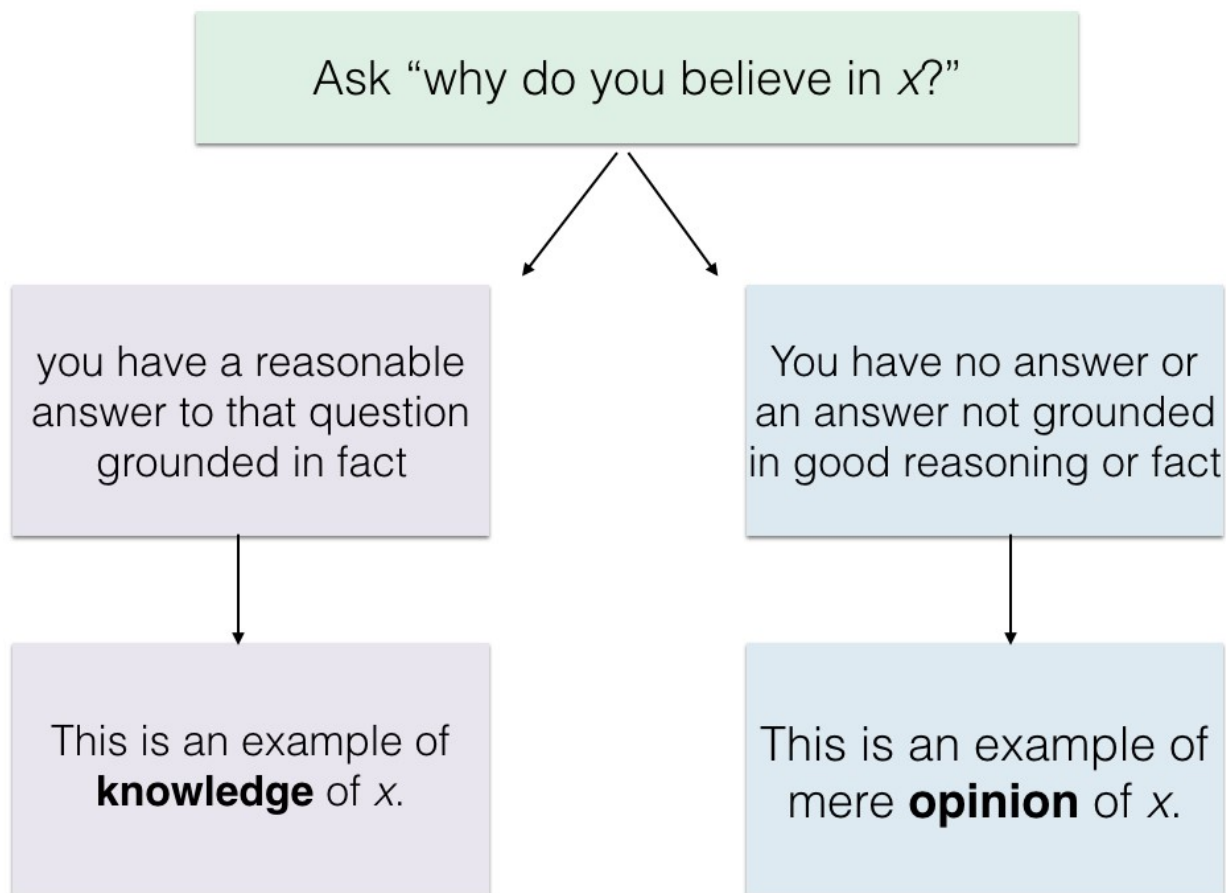 Ask “why do you believe in x?”
you have a reasonable
answer to that question
grounded in fact
You have no answer or
an answer not grounded
in good reasoning or fact
This is an example of
knowledge of x.
This is an example of
mere opinion of x.